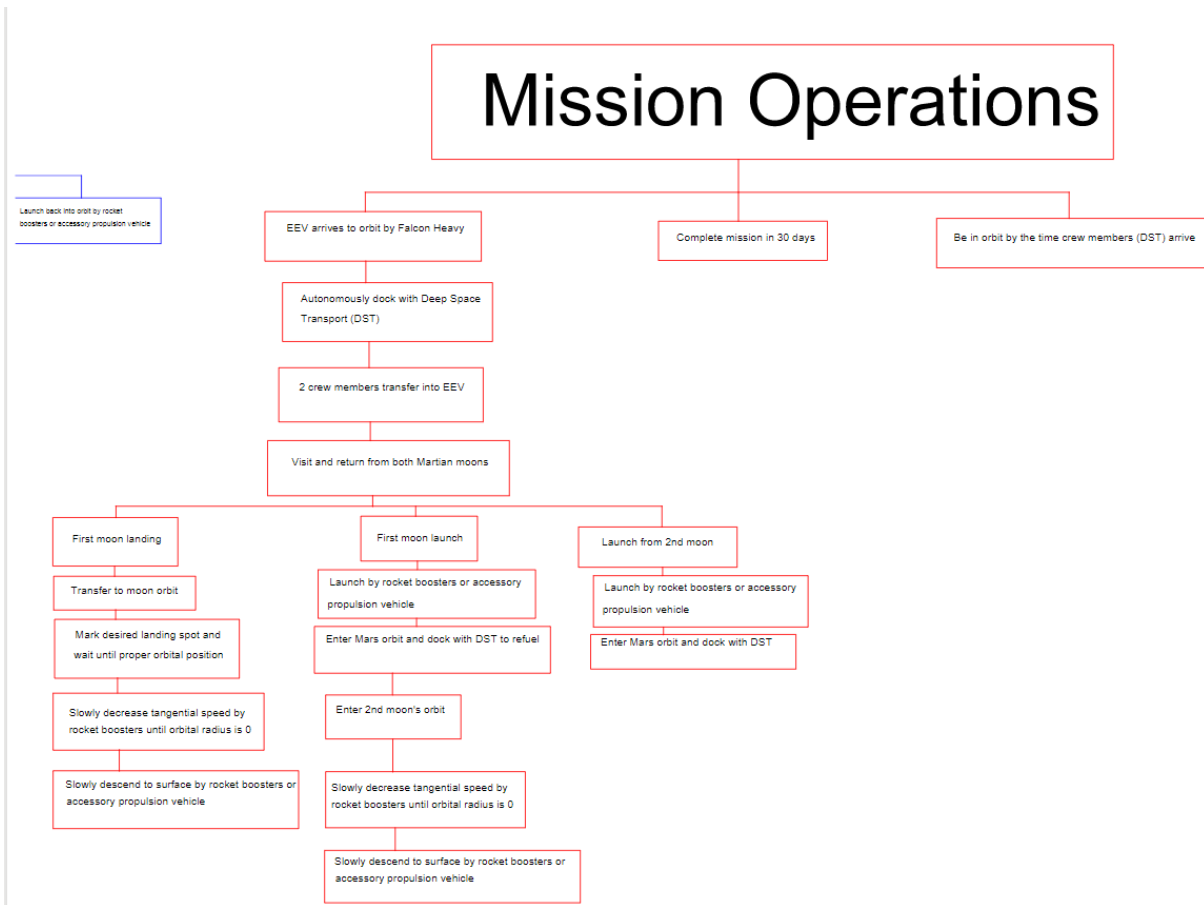 Mission Operations
Launch back into orbit by rocket
boosters or accessory propulsion vehicle
EEV arrives to orbit by Falcon Heavy
Complete mission in 30 days
Be in orbit by the time crew members (DST) arrive
Autonomously dock with Deep Space
Transport (DST)
2 crew members transfer into EEV
Visit and return from both Martian moons
First moon landing
Transfer to moon orbit
Mark desired landing spot and
wait until proper orbital position
Slowly decrease tangential speed by
rocket boosters until orbital radius is 0
Slowly descend to surface by rocket boosters or
accessory propulsion vehicle
First moon launch
Launch by rocket boosters or accessory
propulsion vehicle
Enter Mars orbit and dock with DST to refuel
Enter 2nd moon's orbit
Slowly decrease tangential speed by
rocket boosters until orbital radius is 0
Slowly descend to surface by rocket boosters or
accessory propulsion vehicle
Launch from 2nd moon
Launch by rocket boosters or accessory
propulsion vehicle
Enter Mars orbit and dock with DST